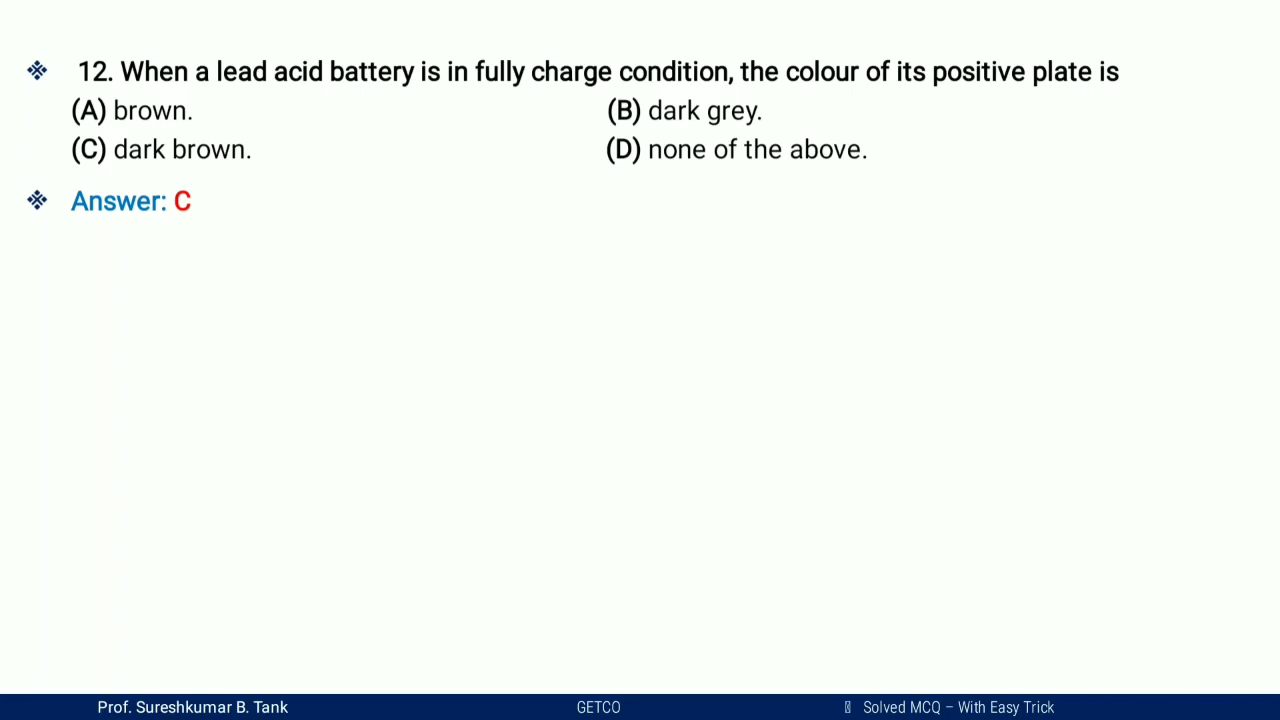 ❖ 12. When a lead acid battery is in fully charge condition, the colour of its positive plate is
(A) brown. (B) dark grey.
(C) dark brown. (D) none of the above.
❖ Answer: C
Prof. Sureshkumar B. Tank GETCO Solved MCQ – With Easy Trick